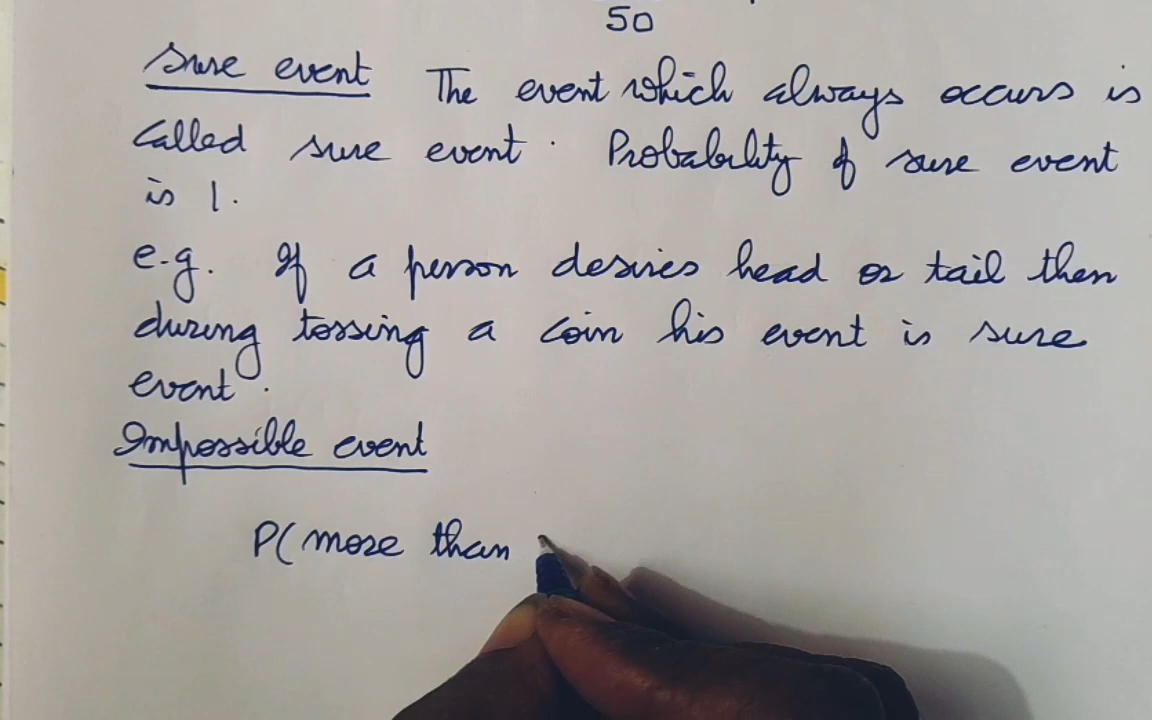 50
Sure event The event which always occurs is
called sure event. Probability of sure event
is 1.
e.g. If a person desires head or tail then
during tossing a coin his event is sure
event.
Impossible event
P(more than